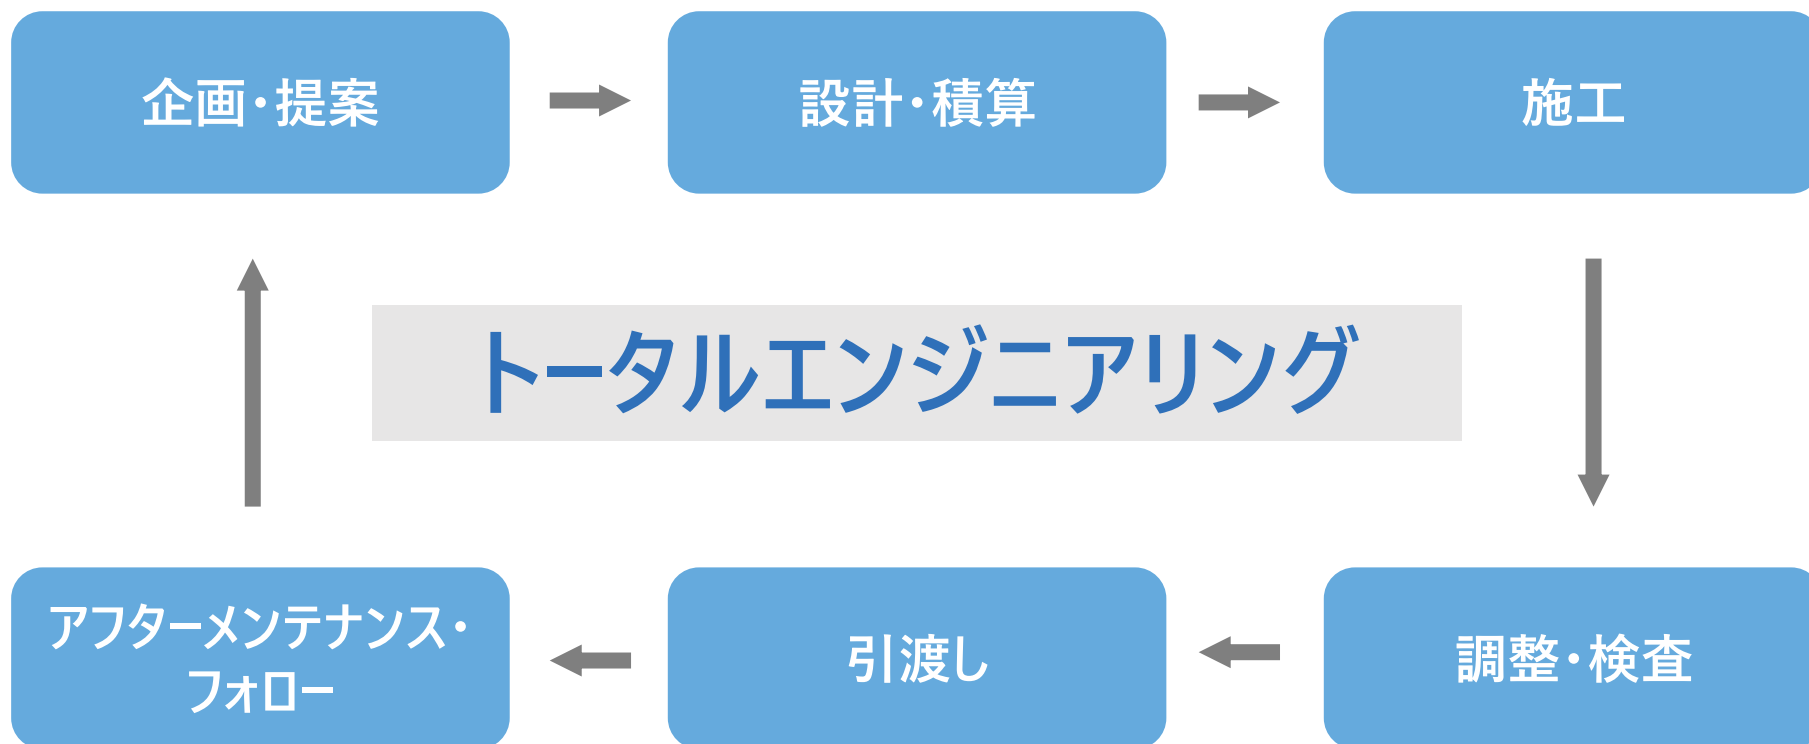 企画・提案
設計・積算
施工
トータルエンジニアリング
アフターメンテナンス・
フォロー
引渡し
調整・検査